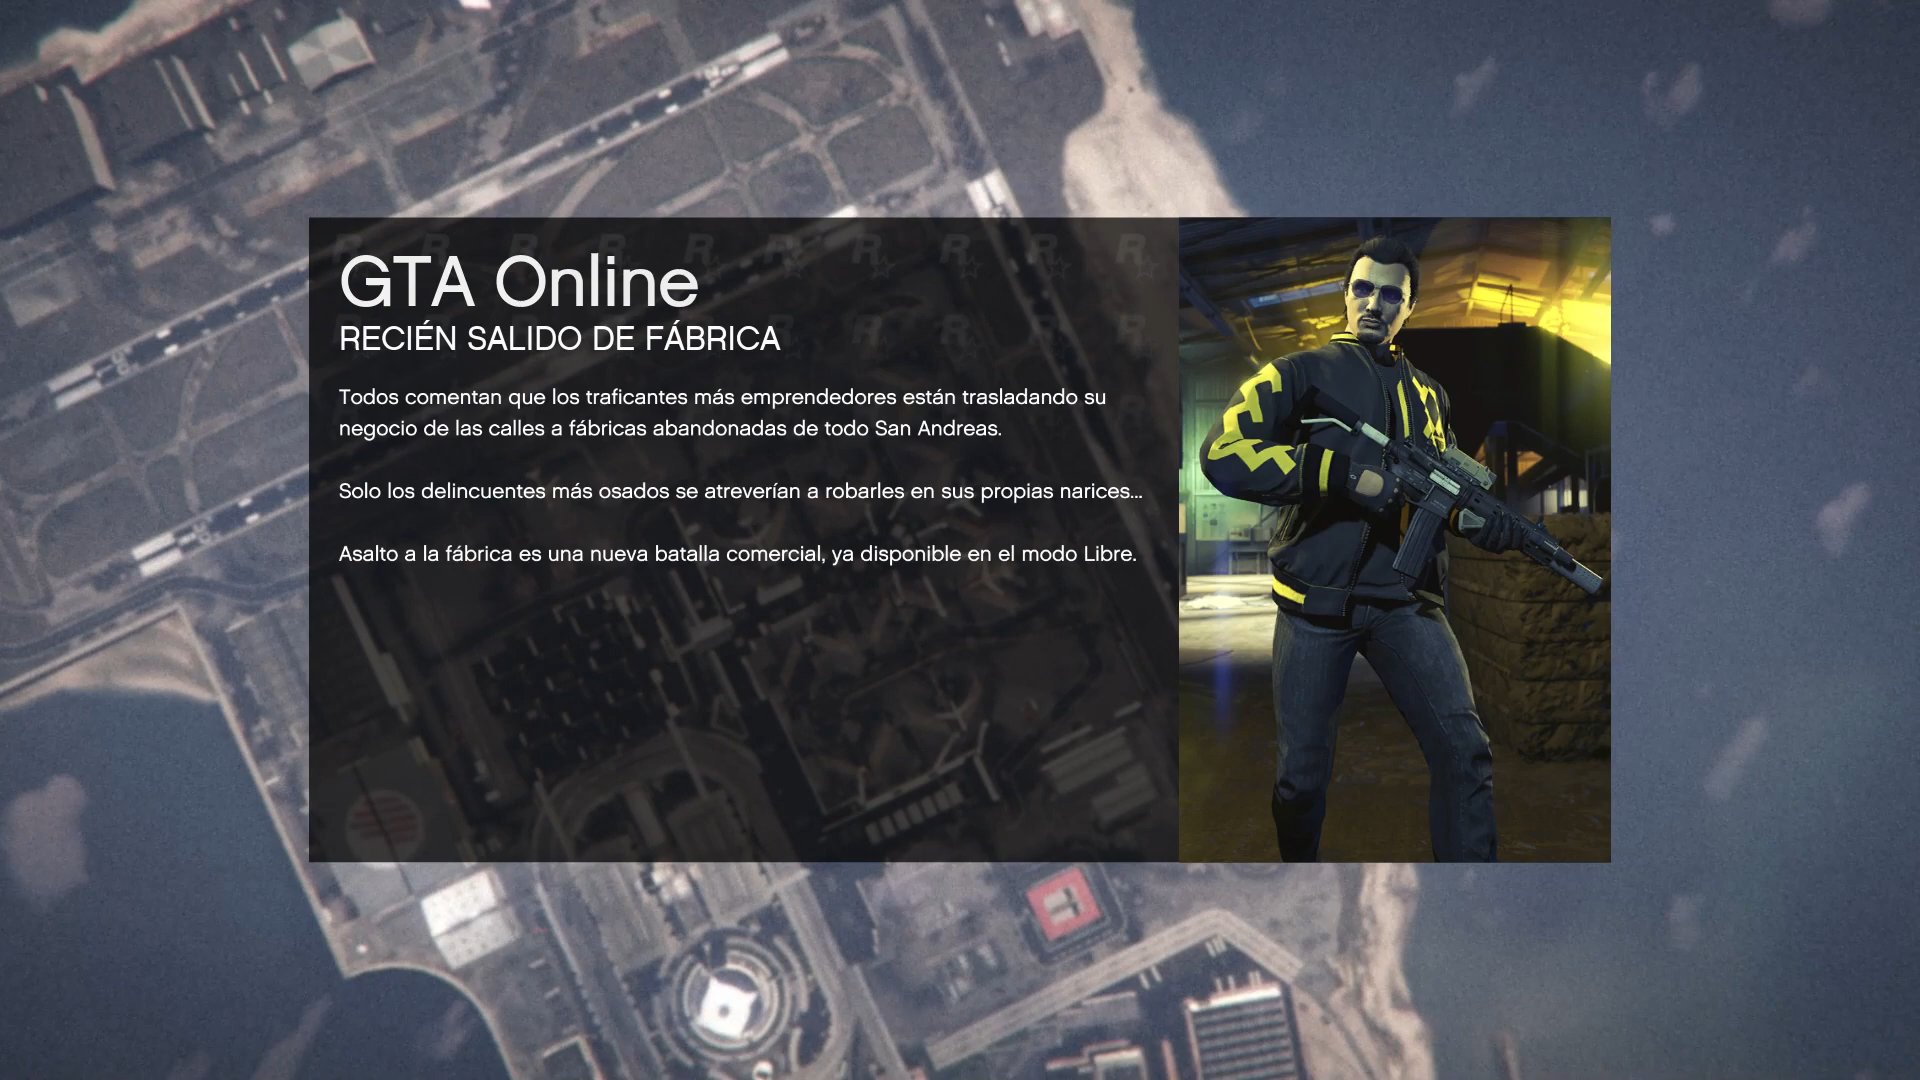 GTA Online
RECIÉN SALIDO DE FÁBRICA
Todos comentan que los traficantes más emprendedores están trasladando su
negocio de las calles a fábricas abandonadas de todo San Andreas.
Solo los delincuentes más osados se atreverían a robarles en sus propias narices...
Asalto a la fábrica es una nueva batalla comercial, ya disponible en el modo Libre.